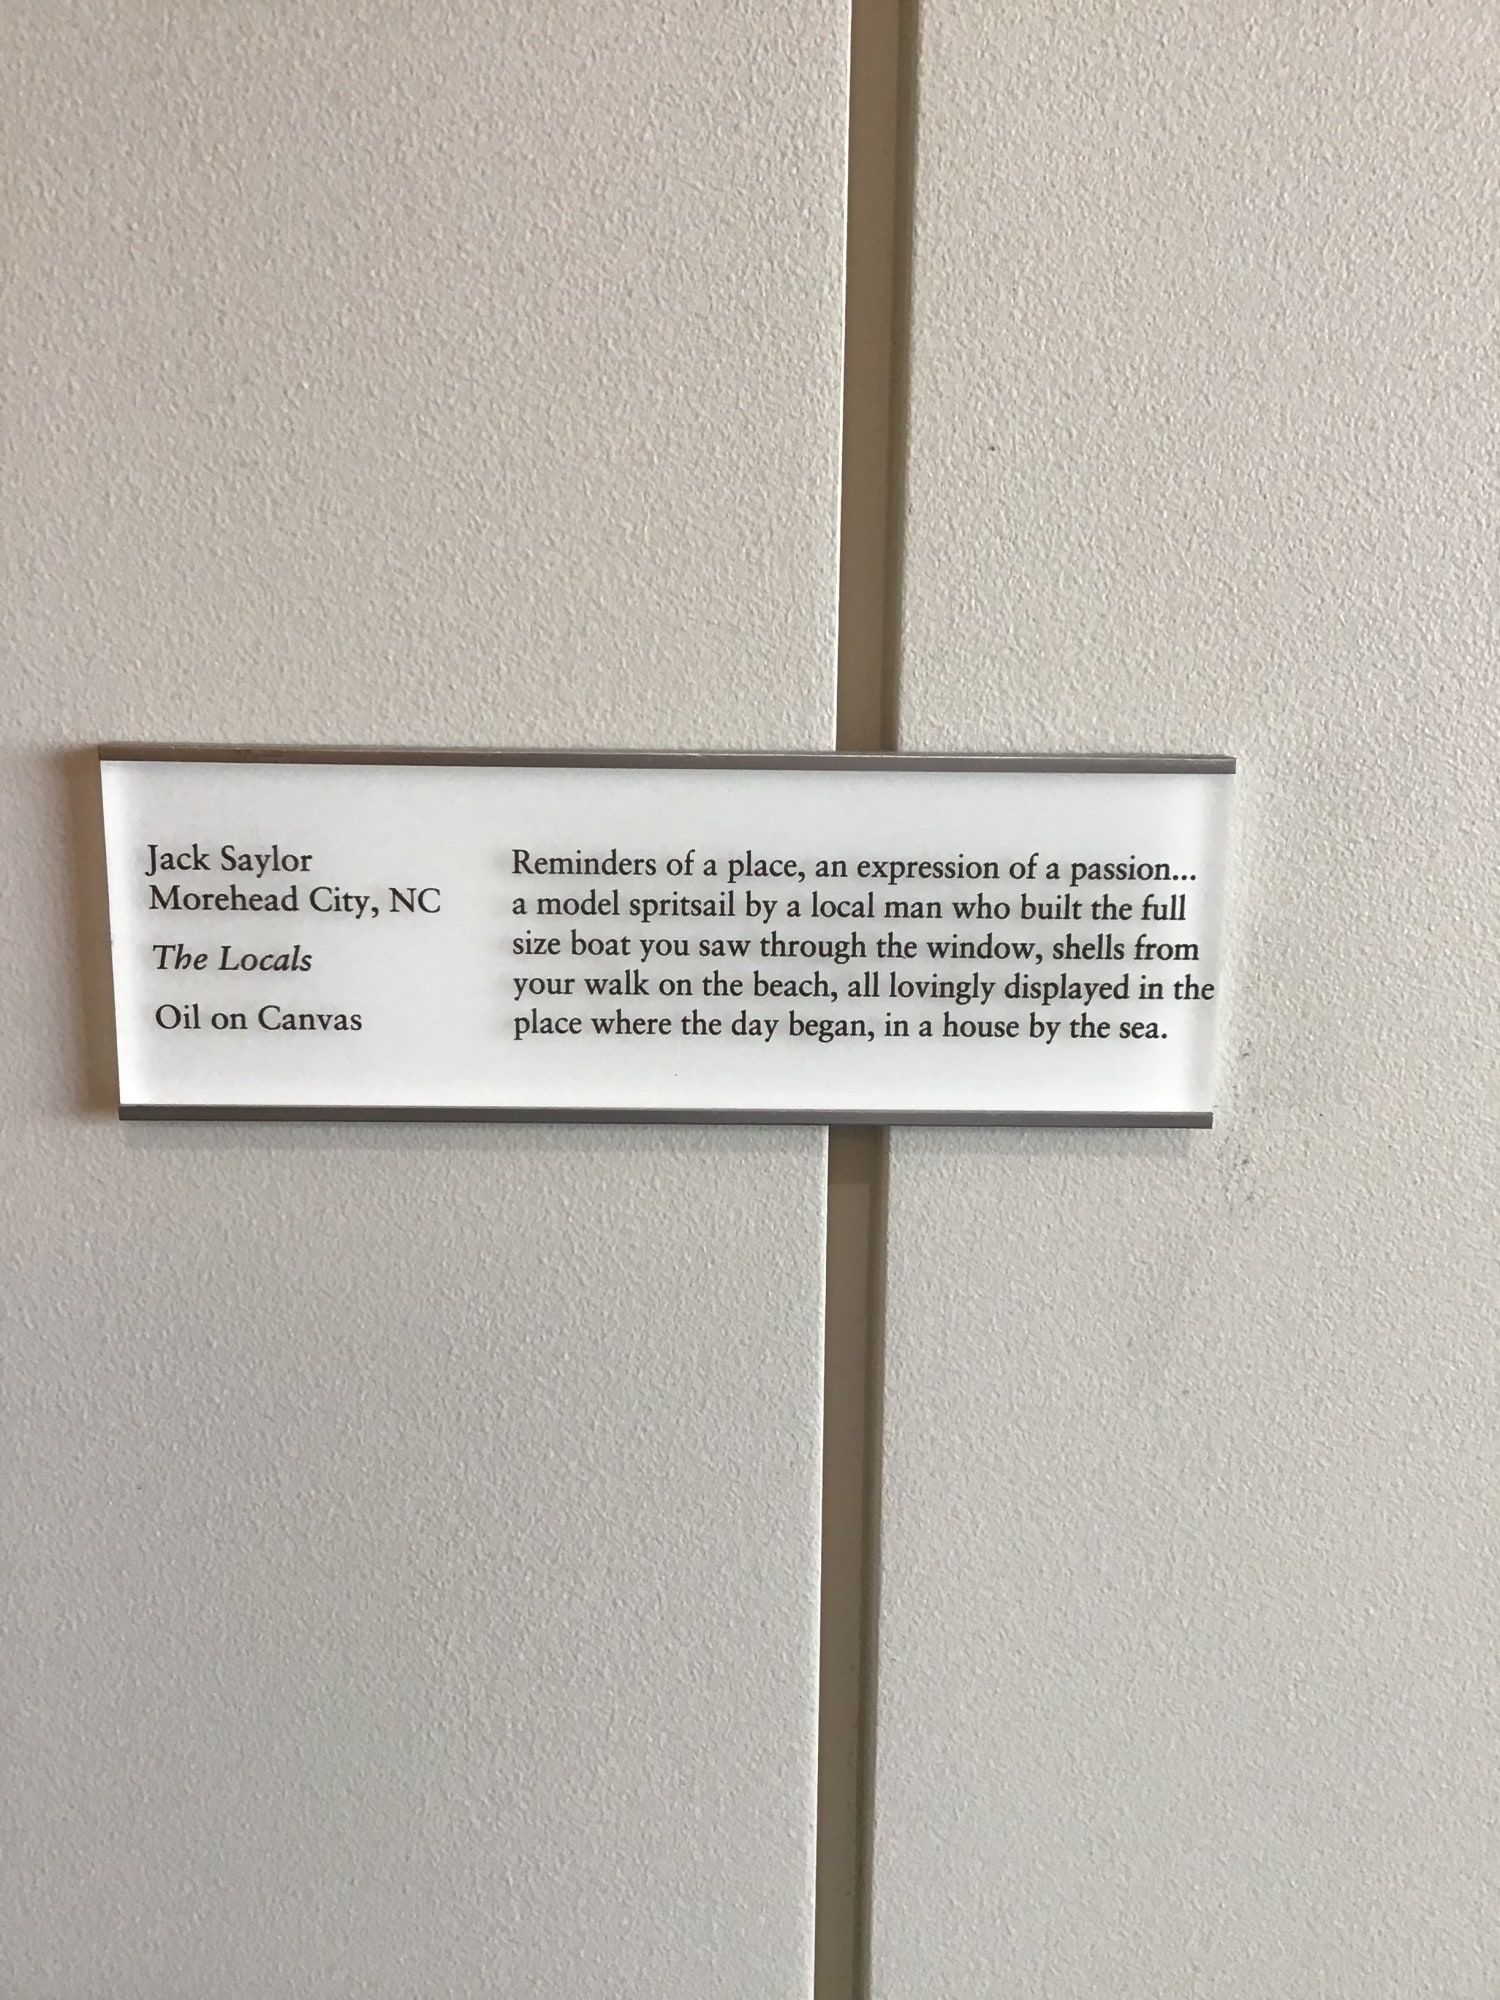 Jack Saylor
Morehead City, NC
The Locals
Oil on Canvas
Reminders of a place, an expression of a passion...
a model spritsail by a local man who built the full
size boat you saw through the window, shells from
your walk on the beach, all lovingly displayed in the
place where the day began, in a house by the sea.